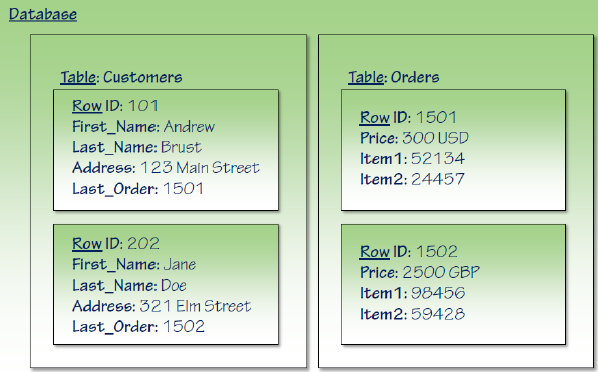 Database
Table: Customers
Row ID: 101
First_Name: Andrew
Last_Name: Brust
Address: 123 Main Street
Last_Order: 1501
Row ID: 202
First_Name: Jane
Last_Name: Doe
Address: 321 Elm Street
Last_Order: 1502
Table: Orders
Row ID: 1501
Price: 300 USD
Item1: 52134
Item2: 24457
Row ID: 1502
Price: 2500 GBP
Item1: 98456
Item2: 59428